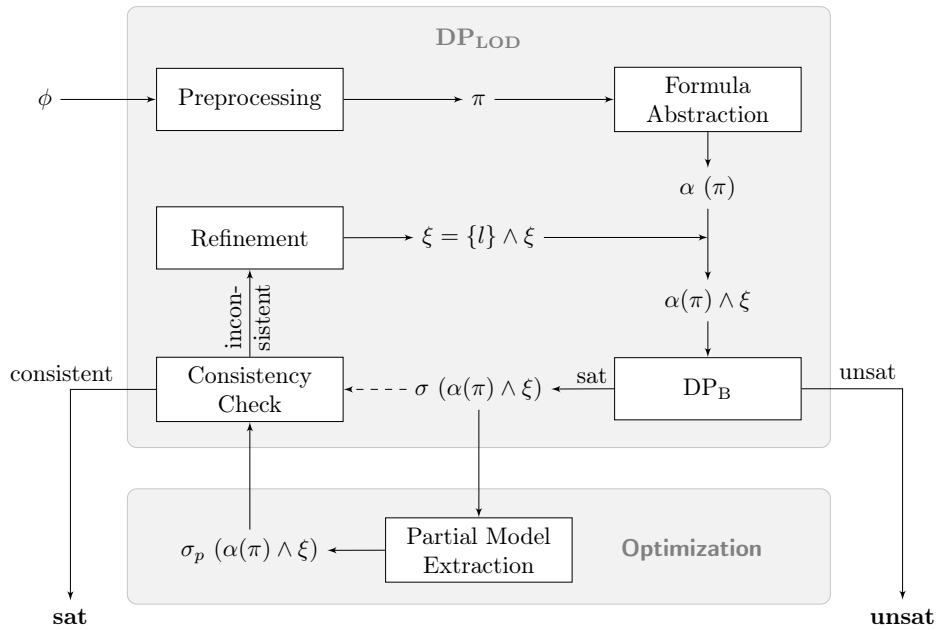 DP_LOD
ϕ
Preprocessing
π
Formula
Abstraction
α (π)
Refinement
ξ = {l} ∧ ξ
α(π) ∧ ξ
incon-
sistent
consistent
Consistency
Check
σ (α(π) ∧ ξ)
sat
DP_B
unsat
σ_p (α(π) ∧ ξ)
Partial Model
Extraction
Optimization
sat
unsat